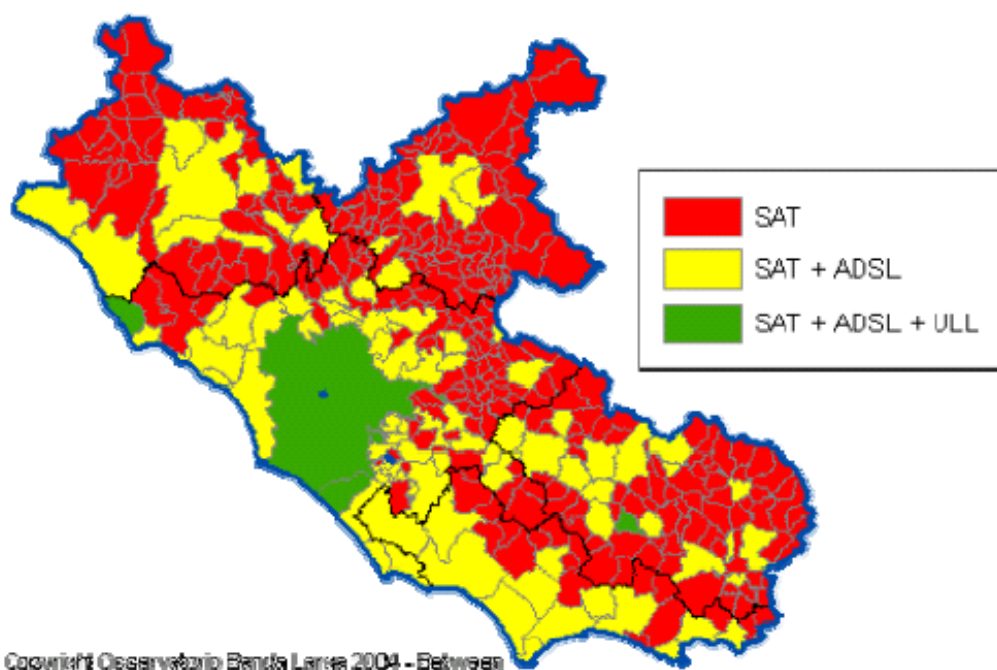 SAT
SAT + ADSL
SAT + ADSL + ULL
Copyright Osservatorio Banda Larga 2004 - Between